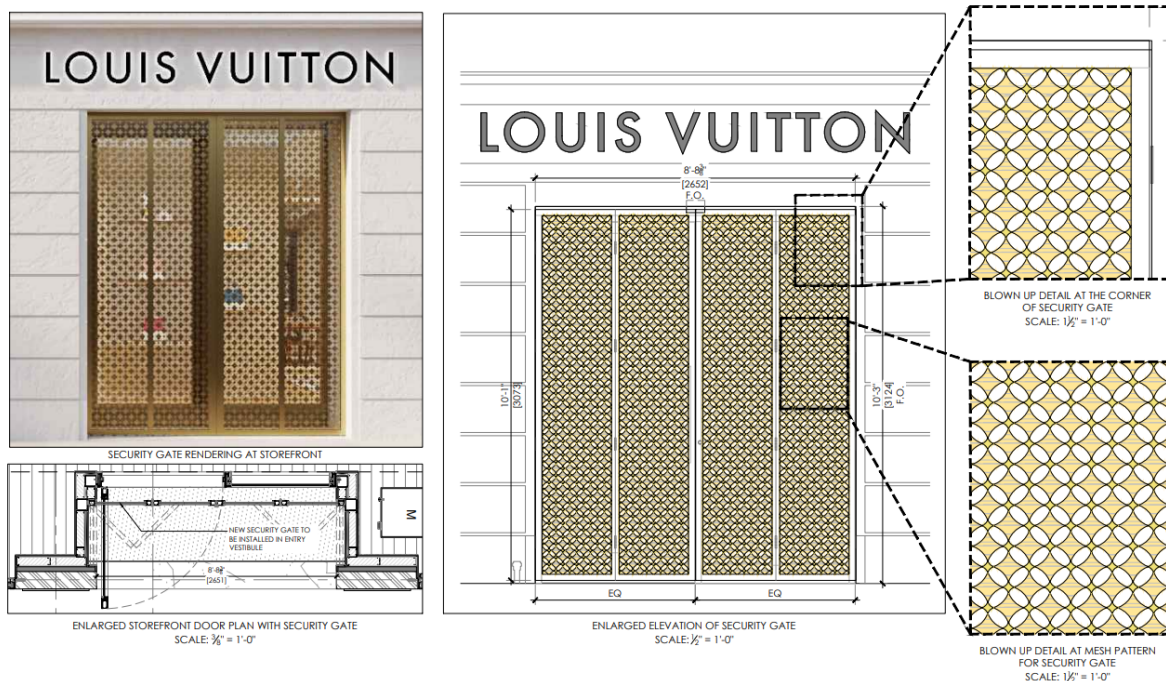 LOUIS VUITTON
SECURITY GATE RENDERING AT STOREFRONT
NEW SECURITY GATE TO
BE INSTALLED IN ENTRY
VESTIBULE
M
8'-8⅜"
[2651]
ENLARGED STOREFRONT DOOR PLAN WITH SECURITY GATE
SCALE: ⅜" = 1'-0"
LOUIS VUITTON
8'-8⅜"
[2652]
F.O.
10'-1"
[3073]
10'-3"
[3124]
F.O.
EQ
EQ
ENLARGED ELEVATION OF SECURITY GATE
SCALE: ½" = 1'-0"
BLOWN UP DETAIL AT THE CORNER
OF SECURITY GATE
SCALE: 1½" = 1'-0"
BLOWN UP DETAIL AT MESH PATTERN
FOR SECURITY GATE
SCALE: 1½" = 1'-0"